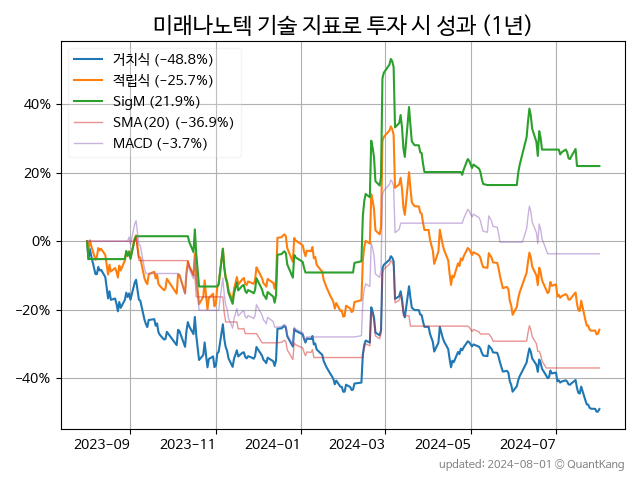 미래나노텍 기술 지표로 투자 시 성과 (1년)
거치식 (-48.8%)
적립식 (-25.7%)
SigM (21.9%)
SMA(20) (-36.9%)
MACD (-3.7%)
40%
20%
0%
-20%
-40%
2023-09
2023-11
2024-01
2024-03
2024-05
2024-07
updated: 2024-08-01 © QuantKang